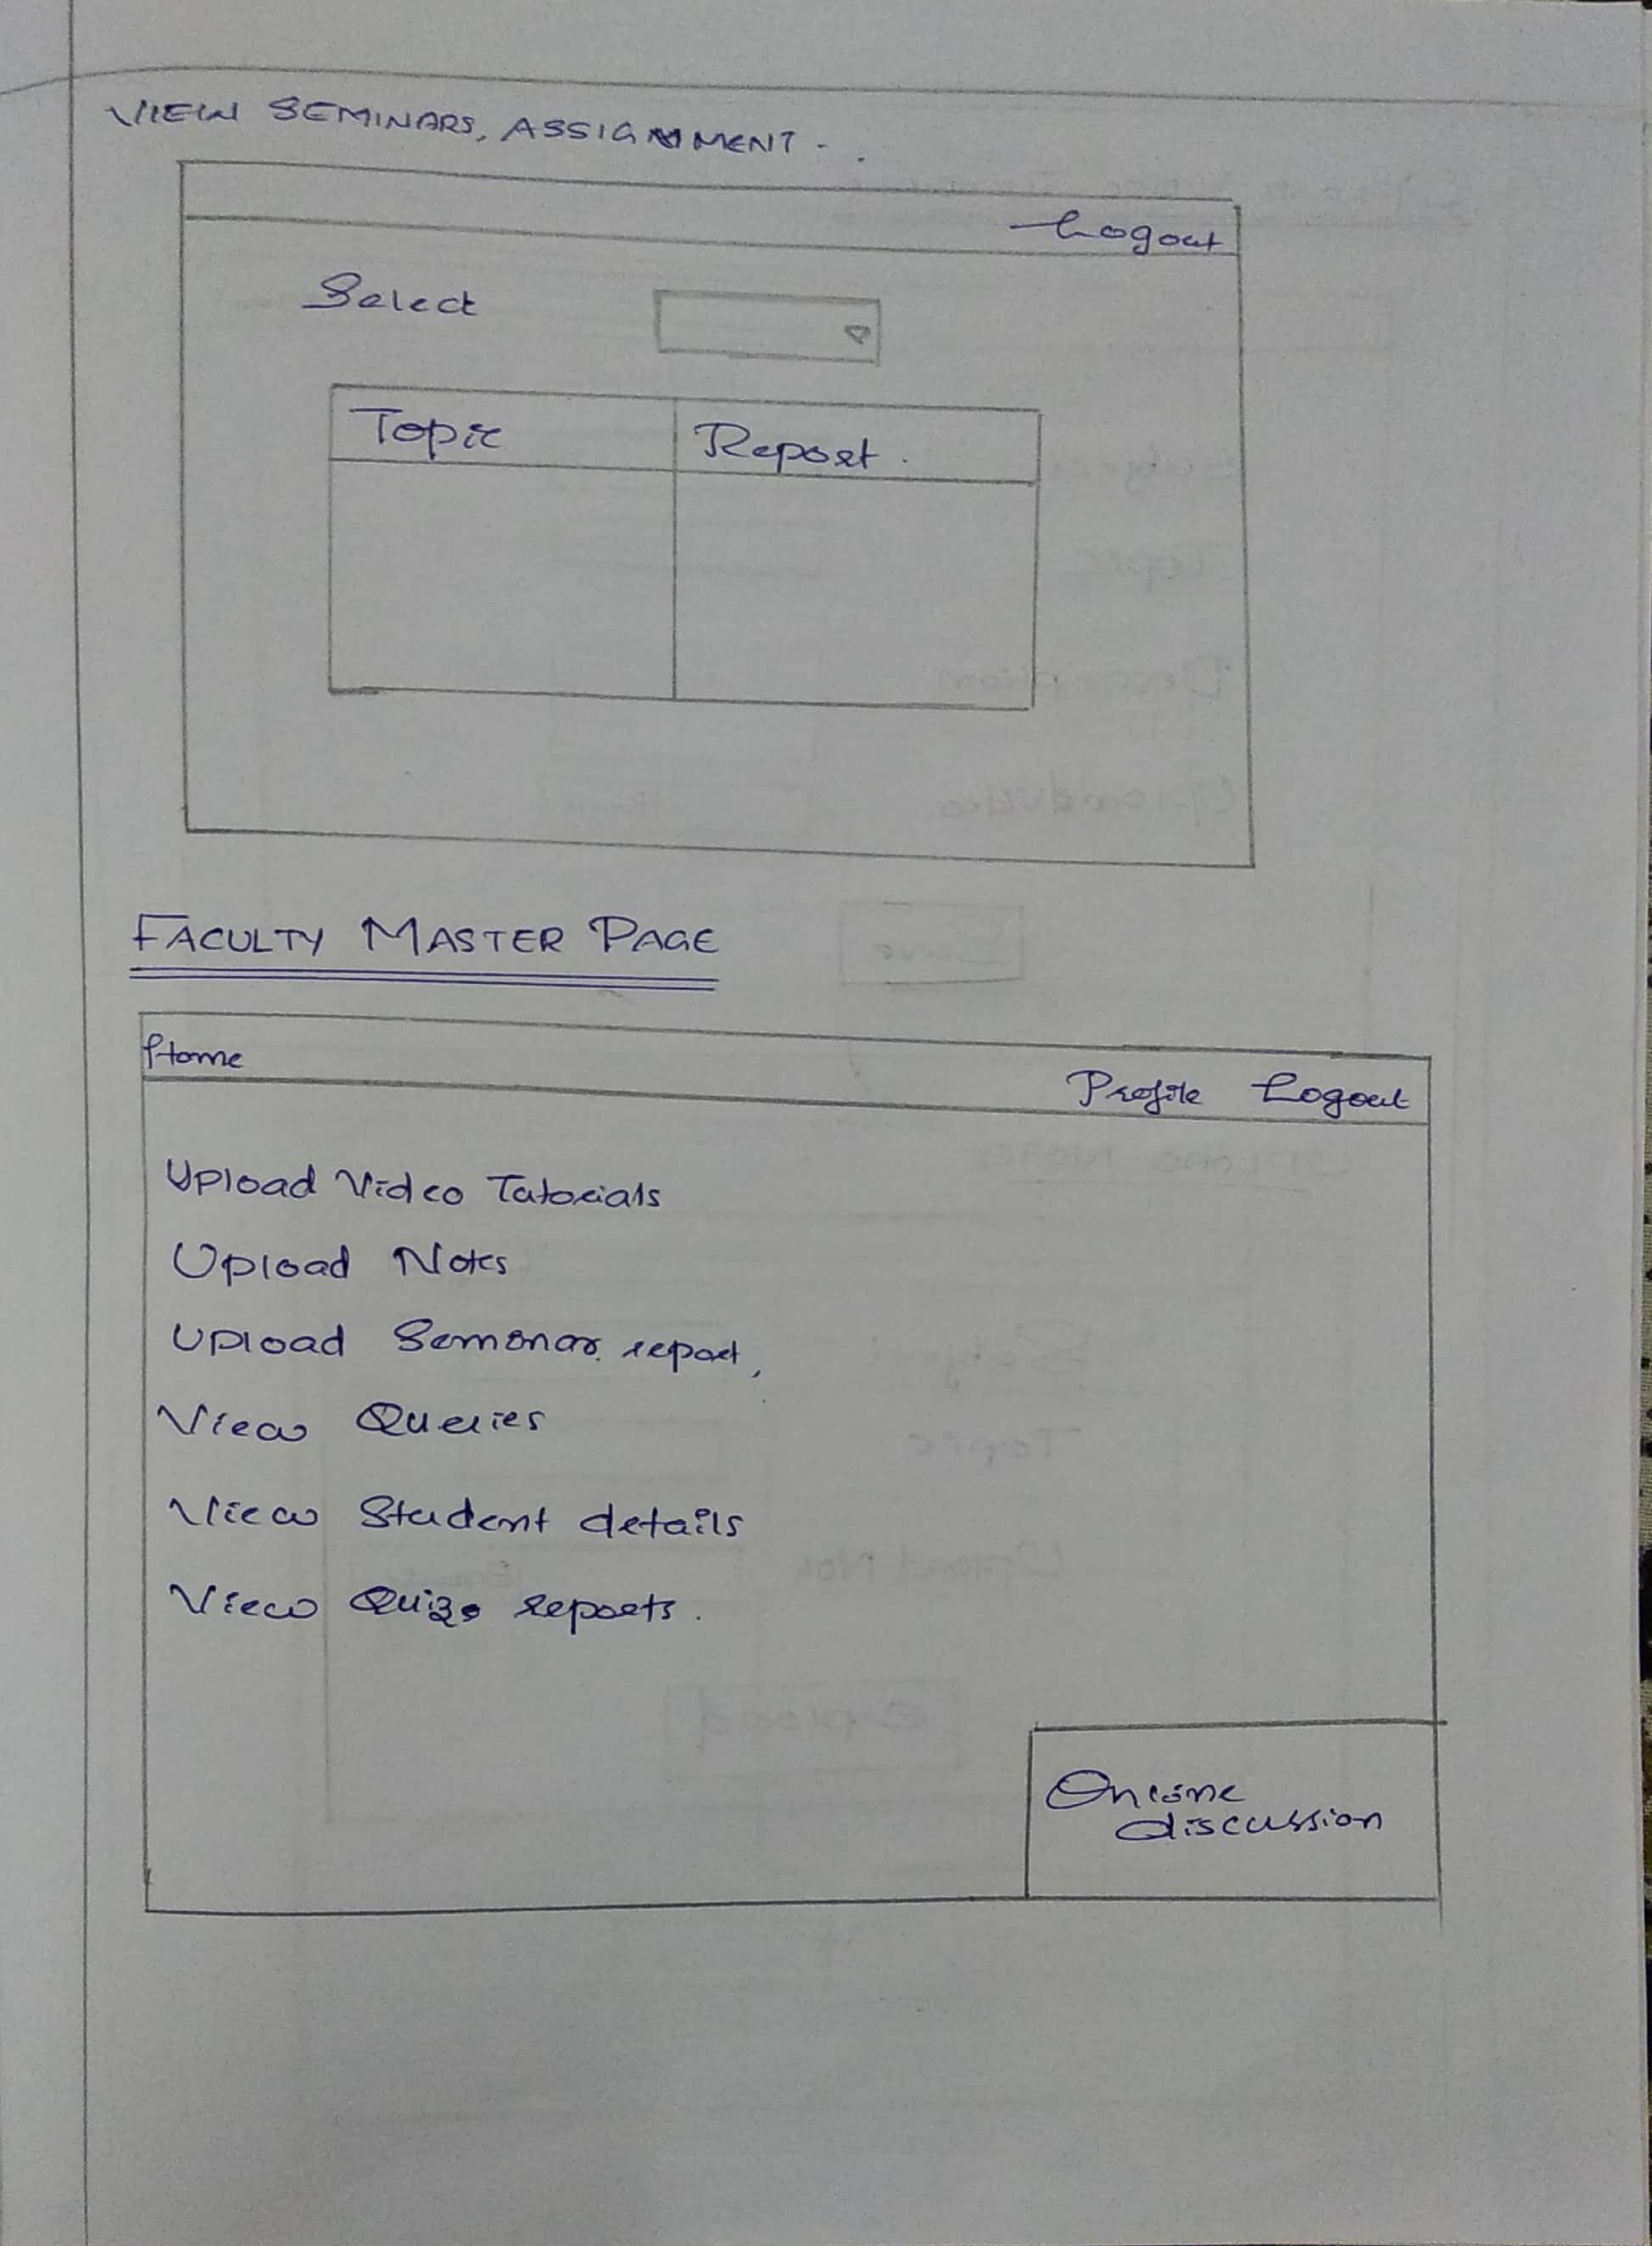 VIEW SEMINARS, ASSIGNMENT.
Logout
Select
Topic Report.
FACULTY MASTER PAGE
Home Profile Logout
Upload Video Tutorials
Upload Notes
Upload Seminar report,
View Queries
View Student details
View Quiz reports.
Online
discussion